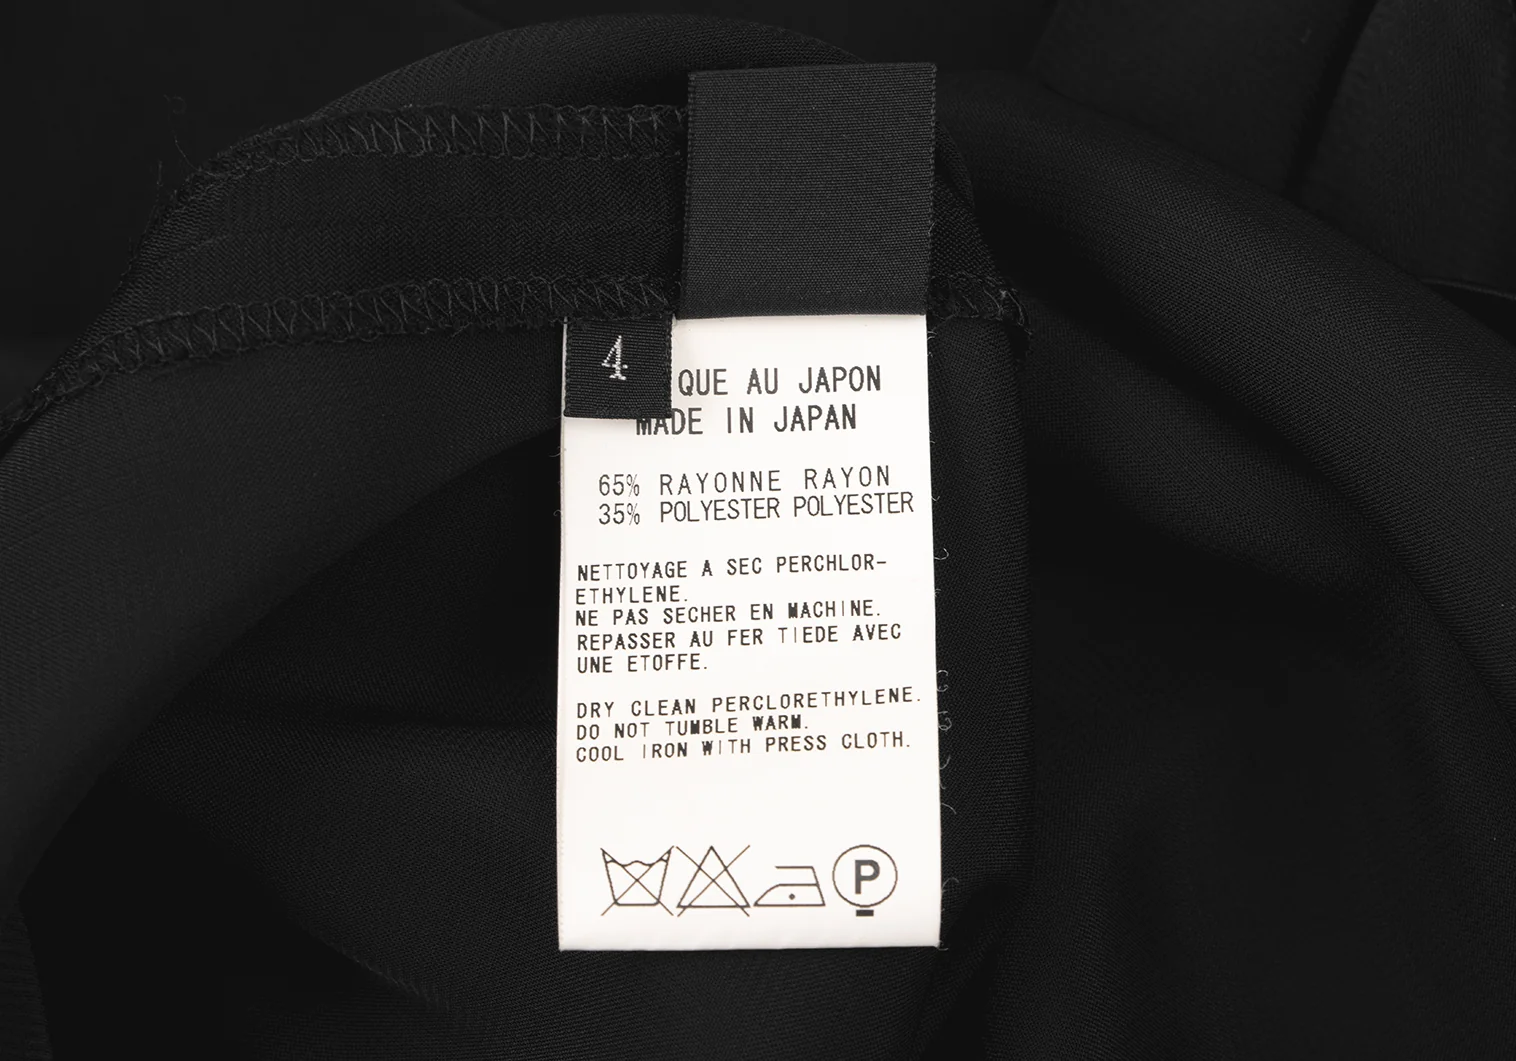 4
QUE AU JAPON
MADE IN JAPAN
65% RAYONNE RAYON
35% POLYESTER POLYESTER
NETTOYAGE A SEC PERCHLOR-
ETHYLENE.
NE PAS SECHER EN MACHINE.
REPASSER AU FER TIEDE AVEC
UNE ETOFFE.
DRY CLEAN PERCLORETHYLENE.
DO NOT TUMBLE WARM.
COOL IRON WITH PRESS CLOTH.
P